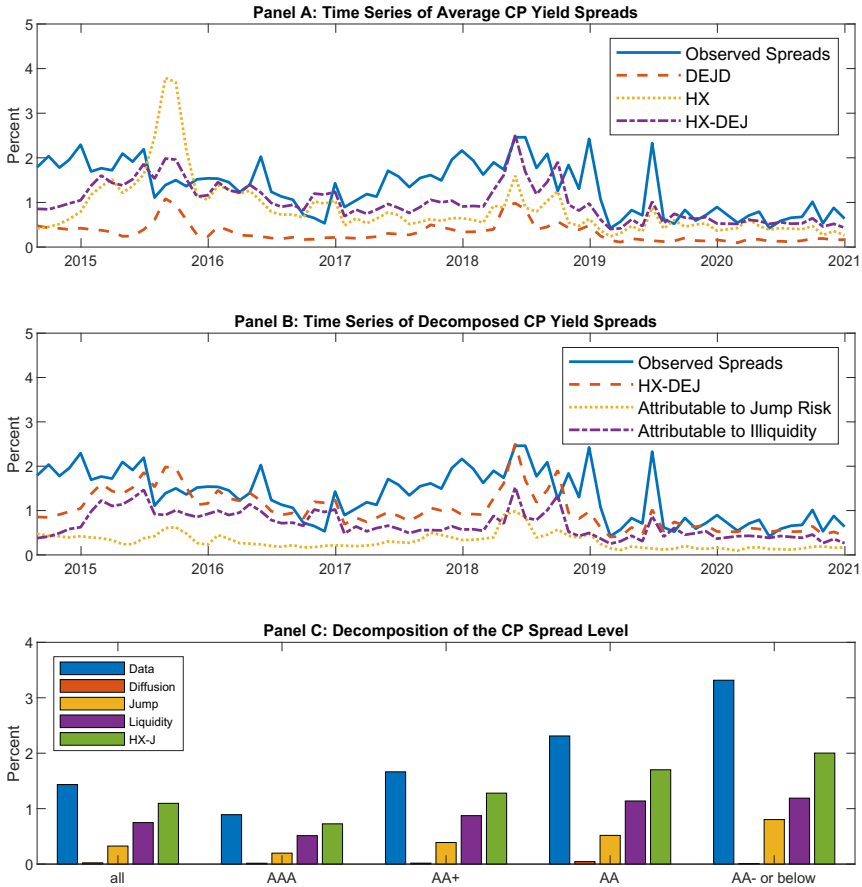 Panel A: Time Series of Average CP Yield Spreads
5
4
3
2
1
0
Percent
Observed Spreads
DEJD
HX
HX-DEJ
2015 2016 2017 2018 2019 2020 2021
Panel B: Time Series of Decomposed CP Yield Spreads
5
4
3
2
1
0
Percent
Observed Spreads
HX-DEJ
Attributable to Jump Risk
Attributable to Illiquidity
2015 2016 2017 2018 2019 2020 2021
Panel C: Decomposition of the CP Spread Level
4
3
2
1
0
Percent
Data
Diffusion
Jump
Liquidity
HX-J
all AAA AA+ AA AA- or below